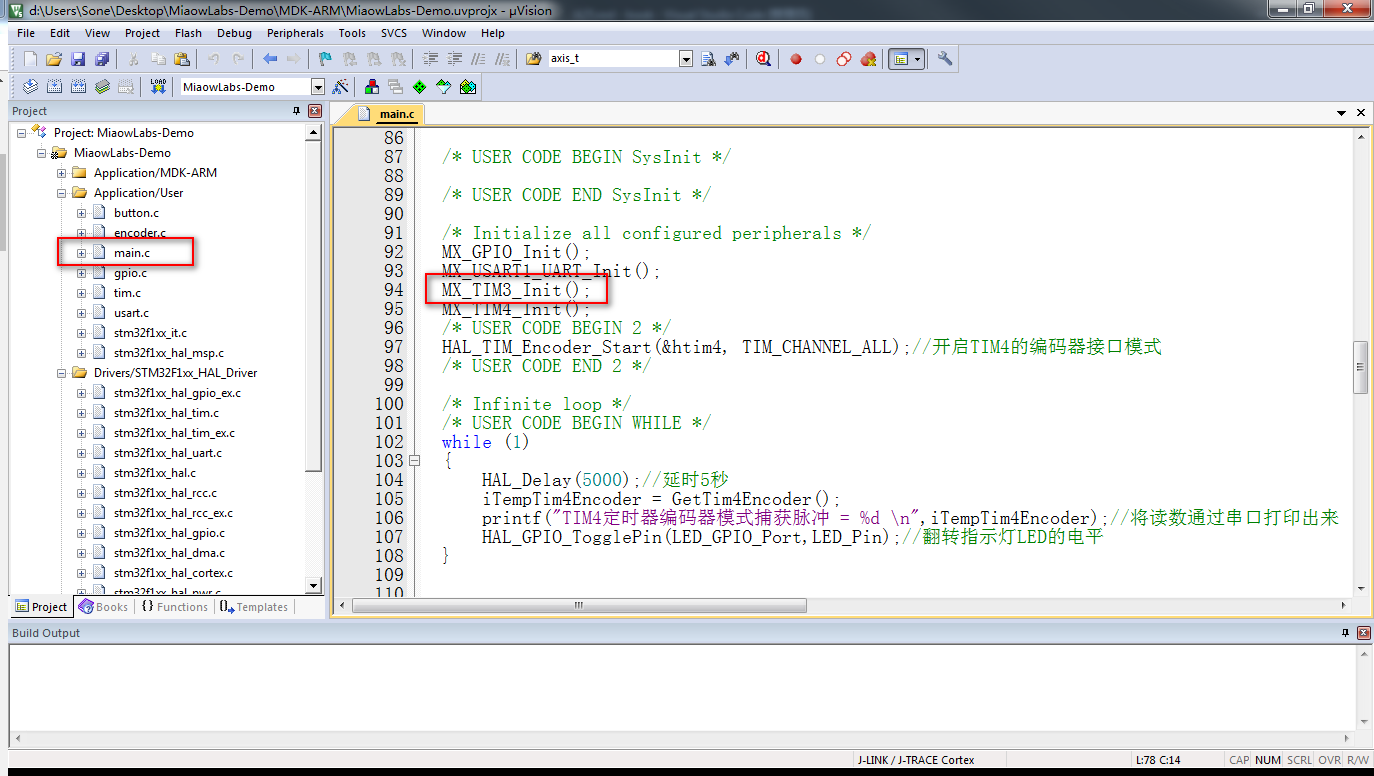 d:\Users\Sone\Desktop\MiaowLabs-Demo\MDK-ARM\MiaowLabs-Demo.uvprojx - µVision
File Edit View Project Flash Debug Peripherals Tools SVCS Window Help
axis_t
LOAD
MiaowLabs-Demo
Project
Project: MiaowLabs-Demo
MiaowLabs-Demo
Application/MDK-ARM
Application/User
button.c
encoder.c
main.c
gpio.c
tim.c
usart.c
stm32f1xx_it.c
stm32f1xx_hal_msp.c
Drivers/STM32F1xx_HAL_Driver
stm32f1xx_hal_gpio_ex.c
stm32f1xx_hal_tim.c
stm32f1xx_hal_tim_ex.c
stm32f1xx_hal_uart.c
stm32f1xx_hal.c
stm32f1xx_hal_rcc.c
stm32f1xx_hal_rcc_ex.c
stm32f1xx_hal_gpio.c
stm32f1xx_hal_dma.c
stm32f1xx_hal_cortex.c
stm32f1xx_hal_pwr.c
Project Books {} Functions Templates
main.c
86
87 /* USER CODE BEGIN SysInit */
88
89 /* USER CODE END SysInit */
90
91 /* Initialize all configured peripherals */
92 MX_GPIO_Init();
93 MX_USART1_UART_Init();
94 MX_TIM3_Init();
95 MX_TIM4_Init();
96 /* USER CODE BEGIN 2 */
97 HAL_TIM_Encoder_Start(&htim4, TIM_CHANNEL_ALL);//开启TIM4的编码器接口模式
98 /* USER CODE END 2 */
99
100 /* Infinite loop */
101 /* USER CODE BEGIN WHILE */
102 while (1)
103 {
104 HAL_Delay(5000);//延时5秒
105 iTempTim4Encoder = GetTim4Encoder();
106 printf("TIM4定时器编码器模式捕获脉冲 = %d \n",iTempTim4Encoder);//将读数通过串口打印出来
107 HAL_GPIO_TogglePin(LED_GPIO_Port,LED_Pin);//翻转指示灯LED的电平
108 }
109
110
Build Output
J-LINK / J-TRACE Cortex L:78 C:14 CAP NUM SCRL OVR R/W